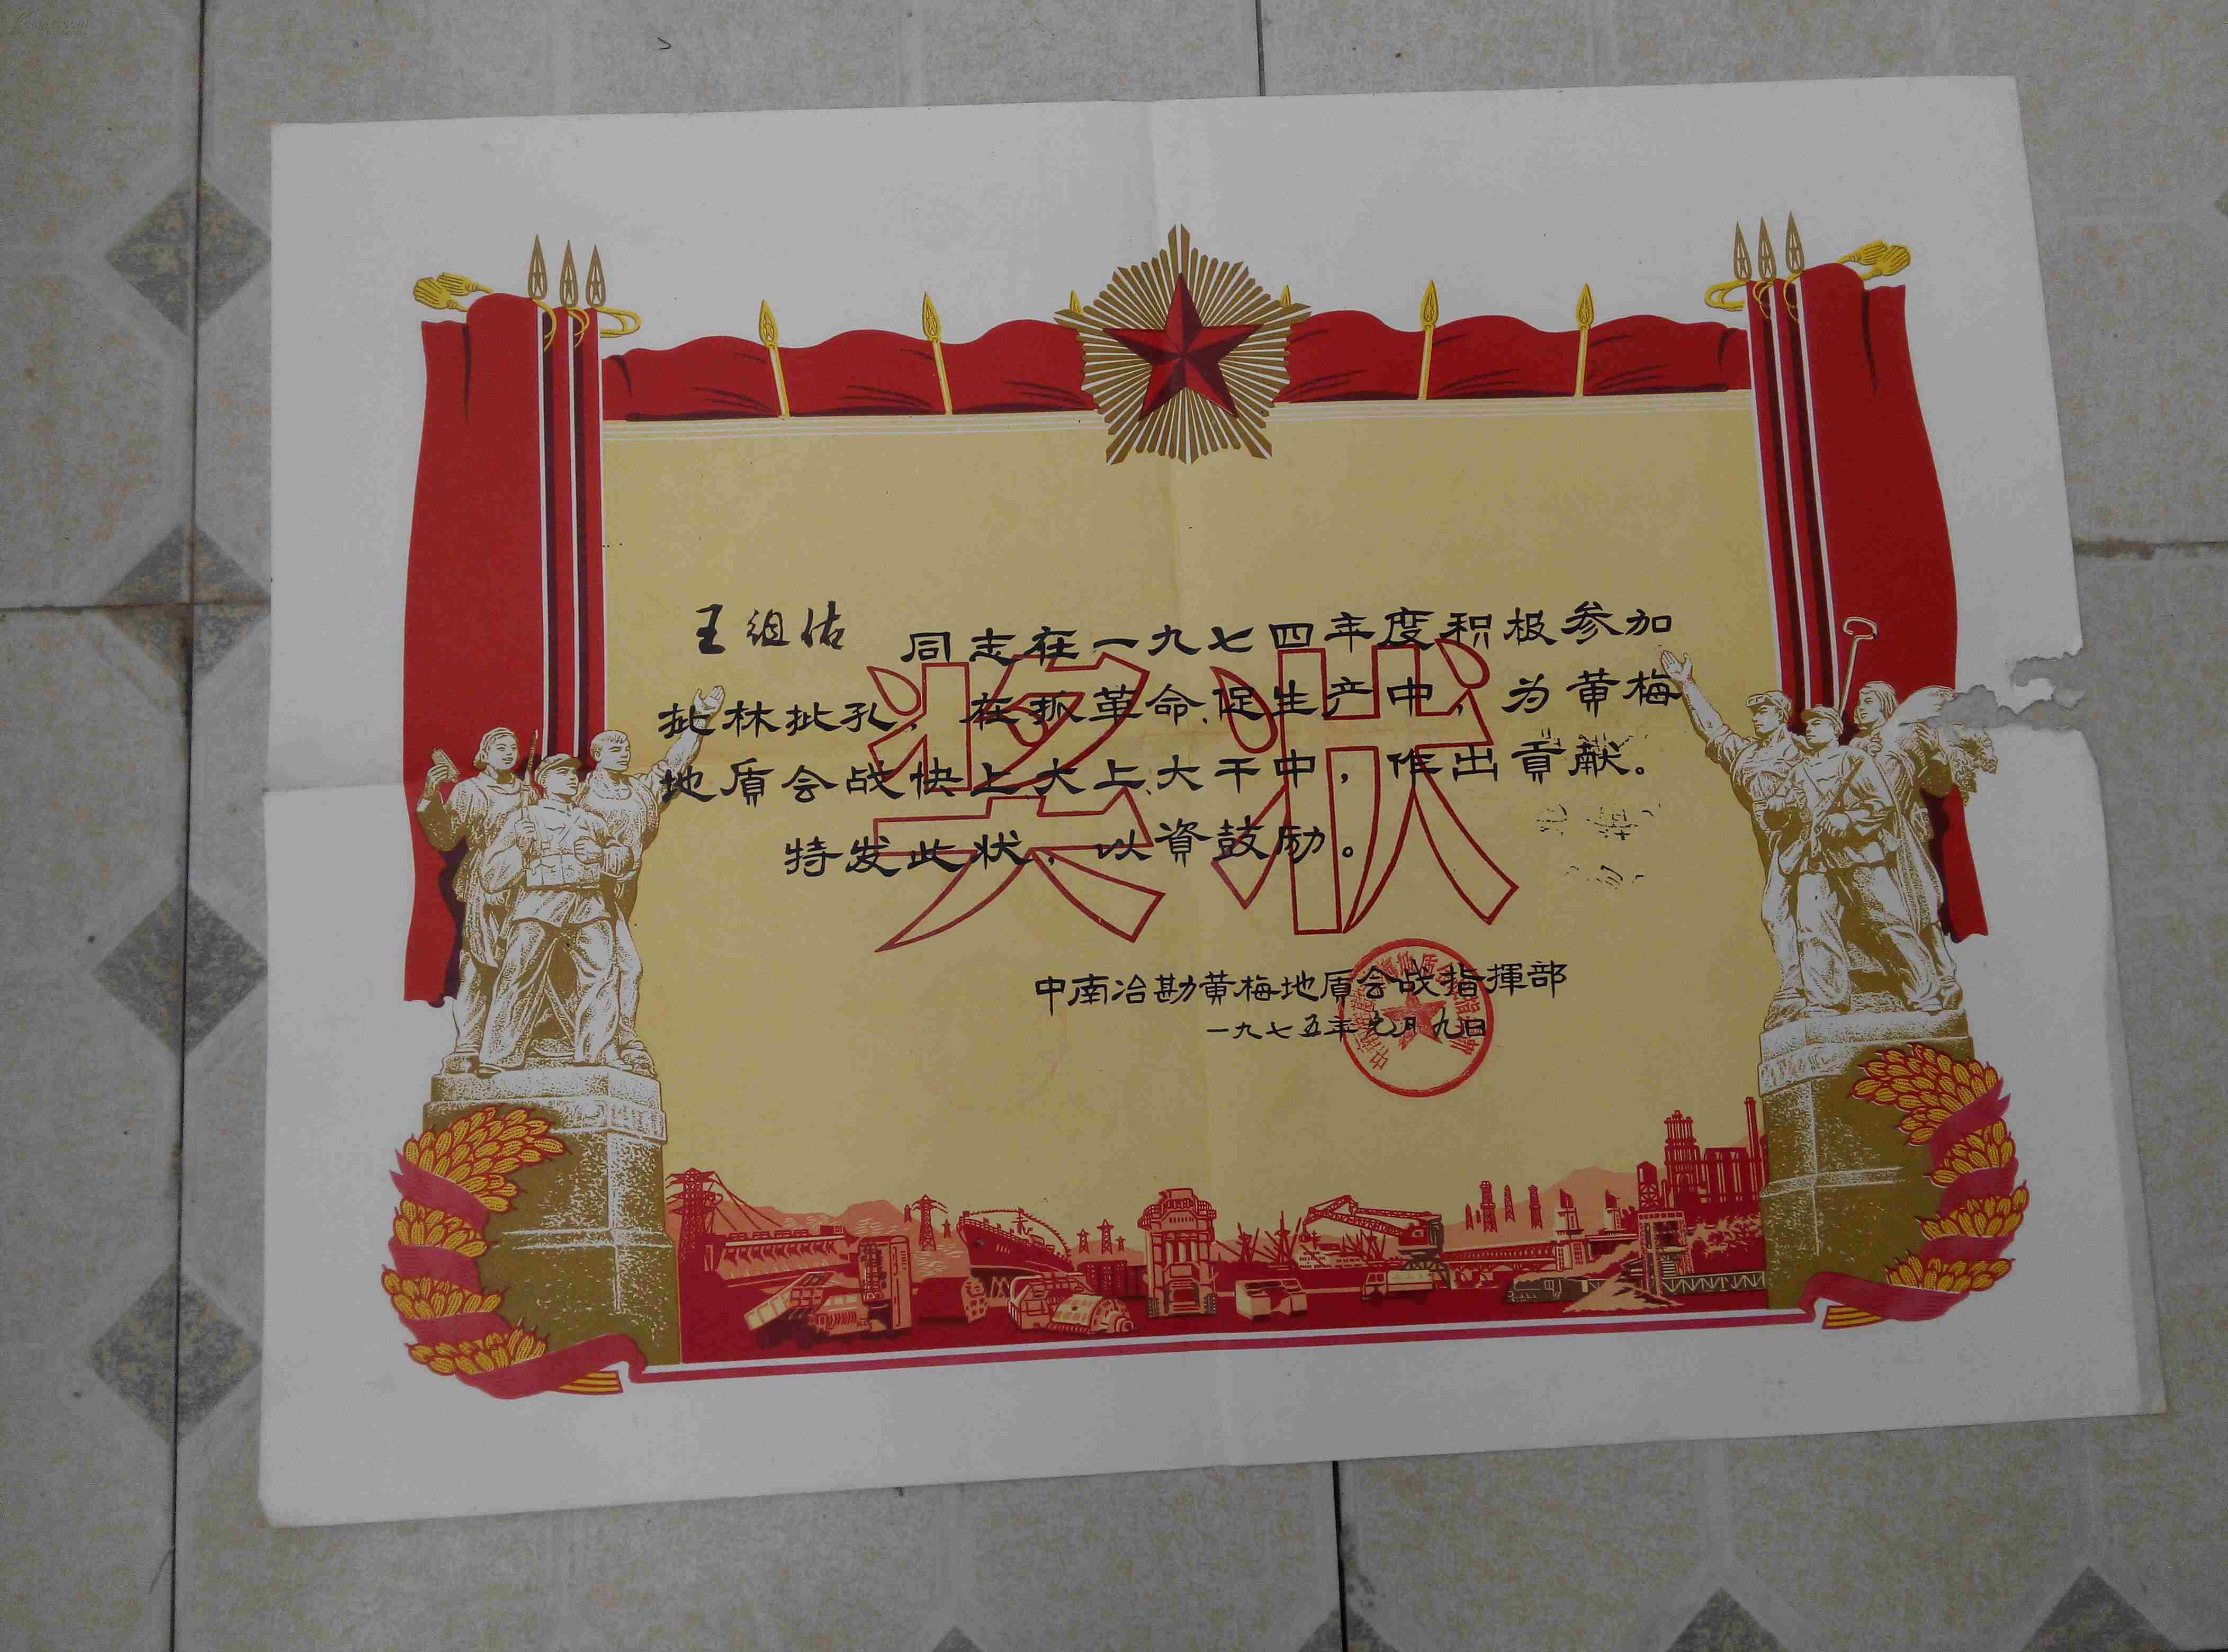 奖状
王组佑 同志在一九七四年度积极参加
批林批孔，在抓革命、促生产中，为黄梅
地质会战快上大上、大干中，作出貢献。
特发此状，以資鼓励。
中南冶勘黄梅地质会战指揮部
一九七五年元月九日